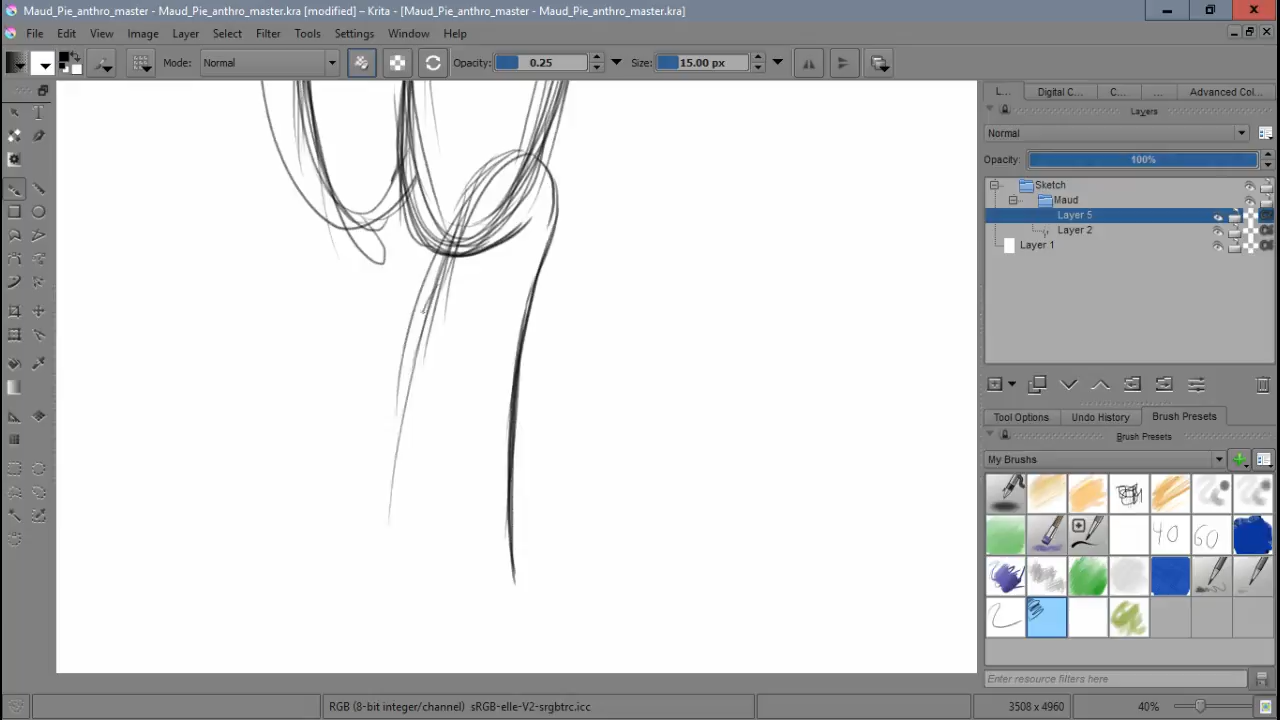 Maud_Pie_anthro_master - Maud_Pie_anthro_master.kra [modified] – Krita - [Maud_Pie_anthro_master - Maud_Pie_anthro_master.kra]
File Edit View Image Layer Select Filter Tools Settings Window Help
Mode: Normal Opacity: 0.25 Size: 15.00 px
L... Digital C... C... ... Advanced Col...
Layers
Normal
Opacity: 100%
Sketch
Maud
Layer 5
Layer 2
Layer 1
Tool Options Undo History Brush Presets
Brush Presets
My Brushes
40 60
Enter resource filters here
RGB (8-bit integer/channel) sRGB-elle-V2-srgbtrc.icc 3508 x 4960 40%